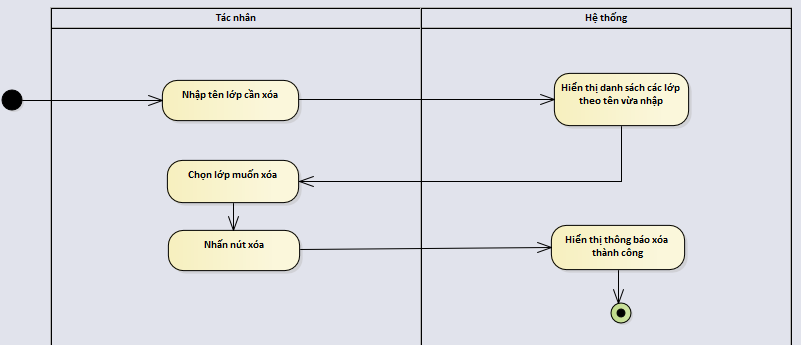 Tác nhân
Hệ thống
Nhập tên lớp cần xóa
Hiển thị danh sách các lớp
theo tên vừa nhập
Chọn lớp muốn xóa
Nhấn nút xóa
Hiển thị thông báo xóa
thành công